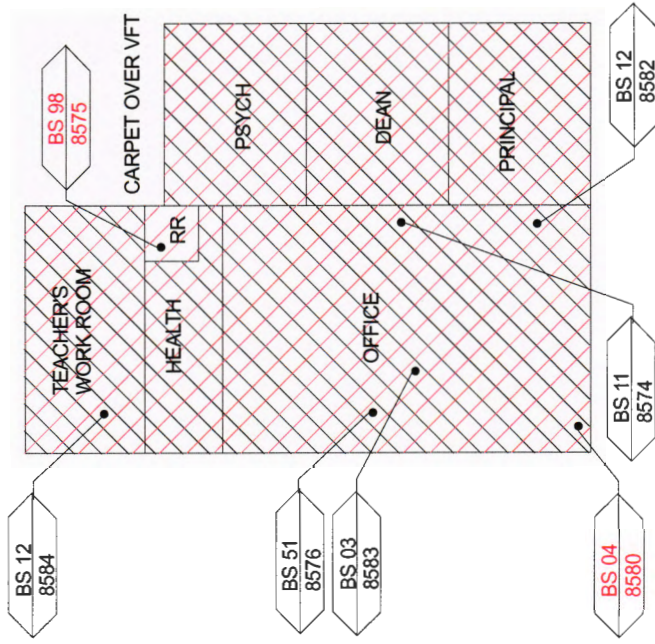 BS 98
8575
CARPET OVER VFT
TEACHER'S
WORK ROOM
RR
HEALTH
PSYCH
DEAN
PRINCIPAL
OFFICE
BS 12
8584
BS 51
8576
BS 03
8583
BS 04
8580
BS 11
8574
BS 12
8582